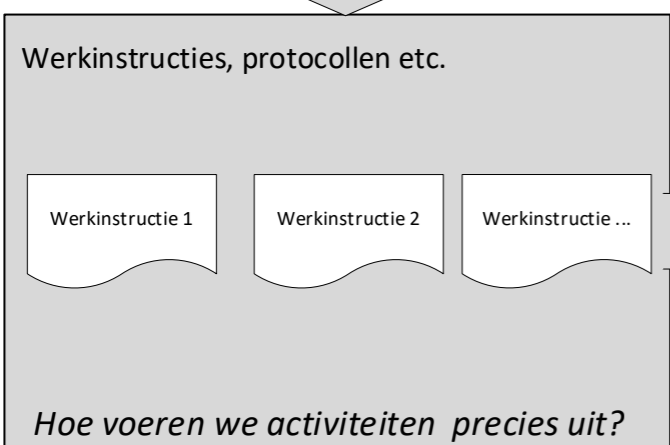 Werkinstructies, protocollen etc.
Werkinstructie 1
Werkinstructie 2
Werkinstructie ...
Hoe voeren we activiteiten precies uit?